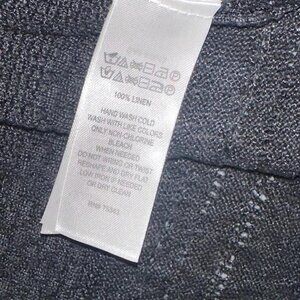 100% LINEN
HAND WASH COLD
WASH WITH LIKE COLORS
ONLY NON-CHLORINE
BLEACH
WHEN NEEDED
DO NOT WRING OR TWIST
RESHAPE AND DRY FLAT
LOW IRON IF NEEDED
OR DRY CLEAN